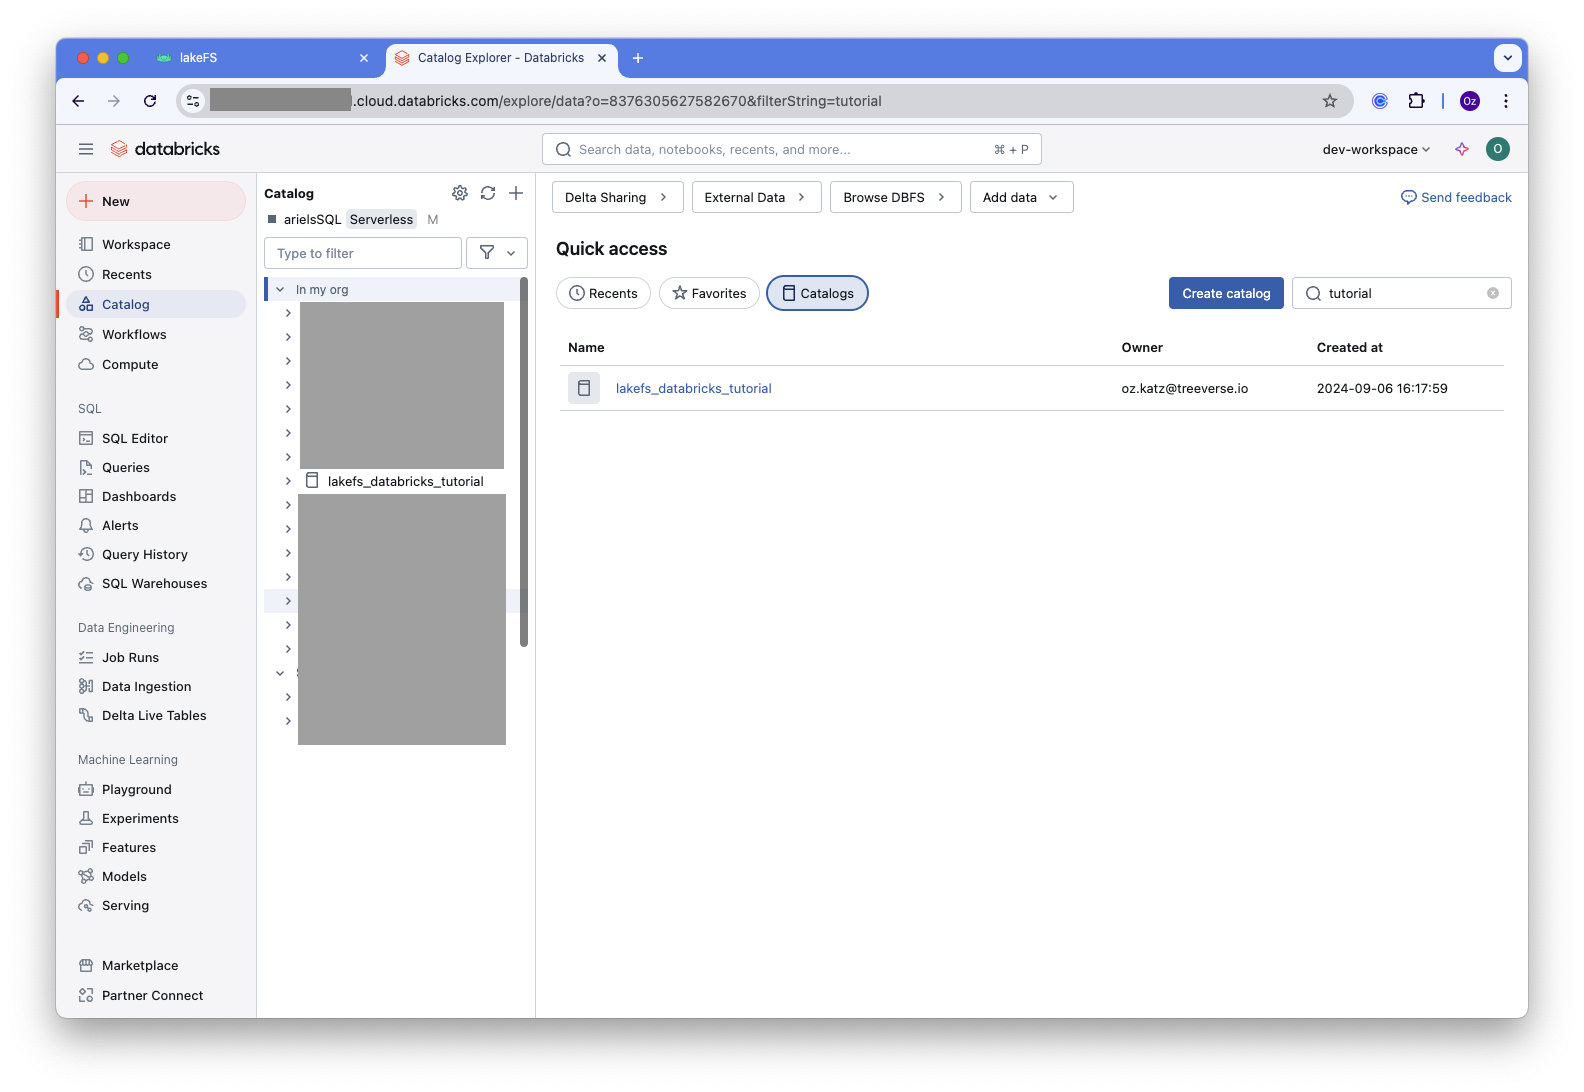 lakeFS
Catalog Explorer - Databricks
.cloud.databricks.com/explore/data?o=8376305627582670&filterString=tutorial
Oz
databricks
Search data, notebooks, recents, and more...
⌘ + P
dev-workspace
O
New
Workspace
Recents
Catalog
Workflows
Compute
SQL
SQL Editor
Queries
Dashboards
Alerts
Query History
SQL Warehouses
Data Engineering
Job Runs
Data Ingestion
Delta Live Tables
Machine Learning
Playground
Experiments
Features
Models
Serving
Marketplace
Partner Connect
Catalog
arielsSQL Serverless M
Type to filter
In my org
lakefs_databricks_tutorial
Delta Sharing
External Data
Browse DBFS
Add data
Send feedback
Quick access
Recents
Favorites
Catalogs
Create catalog
tutorial
Name Owner Created at
lakefs_databricks_tutorial oz.katz@treeverse.io 2024-09-06 16:17:59